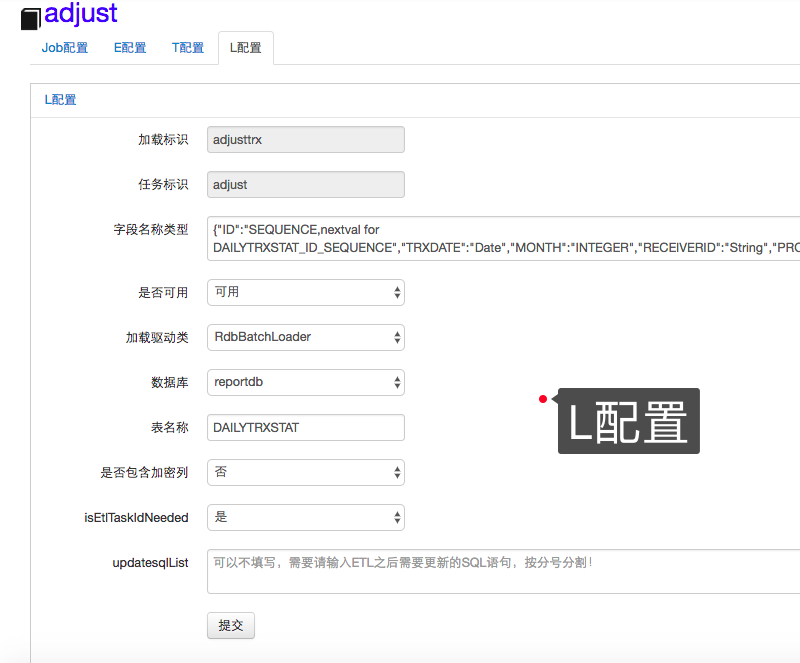 adjust
Job配置 E配置 T配置 L配置
L配置
加载标识 adjusttrx
任务标识 adjust
字段名称类型 {"ID":"SEQUENCE,nextval for
DAILYTRXSTAT_ID_SEQUENCE","TRXDATE":"Date","MONTH":"INTEGER","RECEIVERID":"String","PRO
是否可用 可用
加载驱动类 RdbBatchLoader
数据库 reportdb
L配置
表名称 DAILYTRXSTAT
是否包含加密列 否
isEtlTaskIdNeeded 是
updatesqlList 可以不填写，需要请输入ETL之后需要更新的SQL语句，按分号分割！
提交